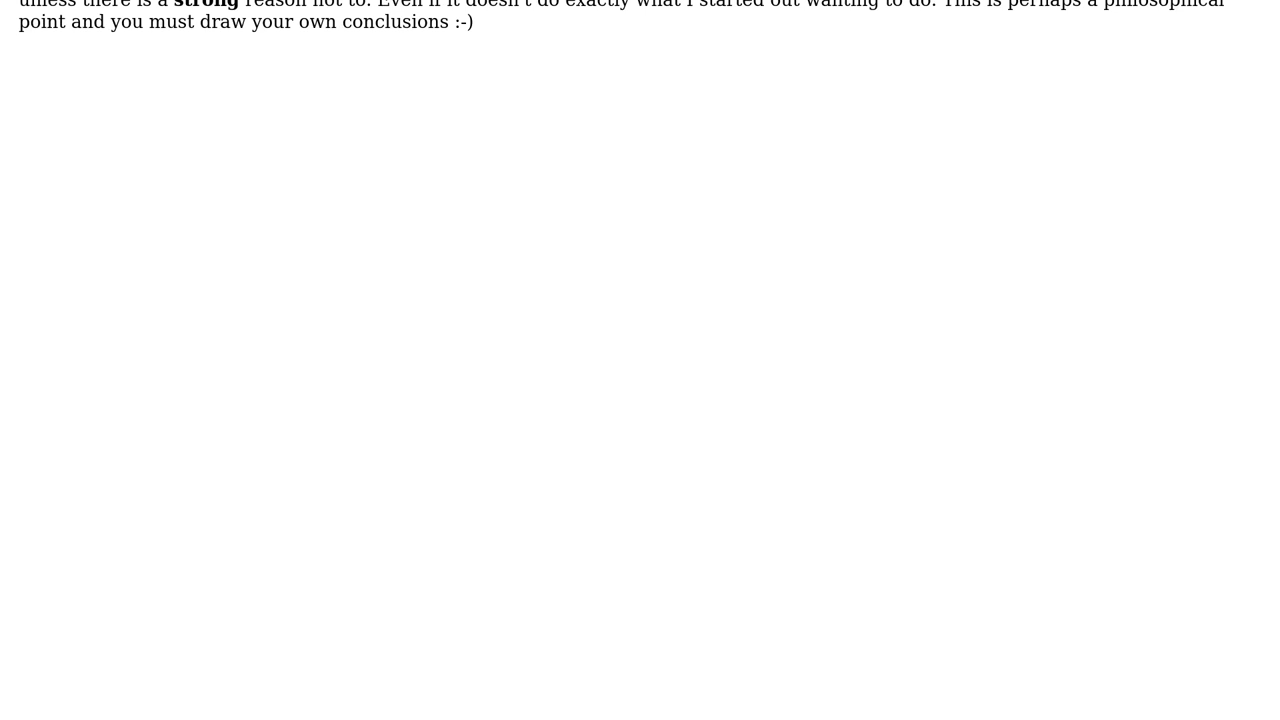 unless there is a strong reason not to. Even if it doesn't do exactly what I started out wanting to do. This is perhaps a philosophical
point and you must draw your own conclusions :-)